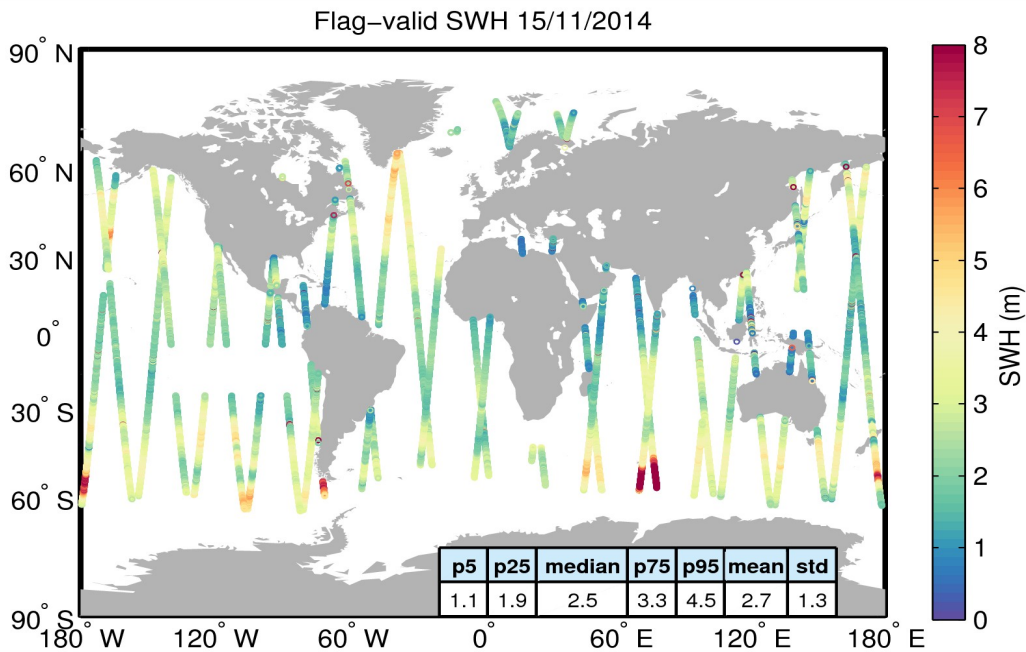 Flag−valid SWH 15/11/2014
90° N
60° N
30° N
0°
30° S
60° S
90° S
180° W
120° W
60° W
0°
60° E
120° E
180° E
8
7
6
5
4
3
2
1
0
SWH (m)
p5 p25 median p75 p95 mean std
1.1 1.9 2.5 3.3 4.5 2.7 1.3